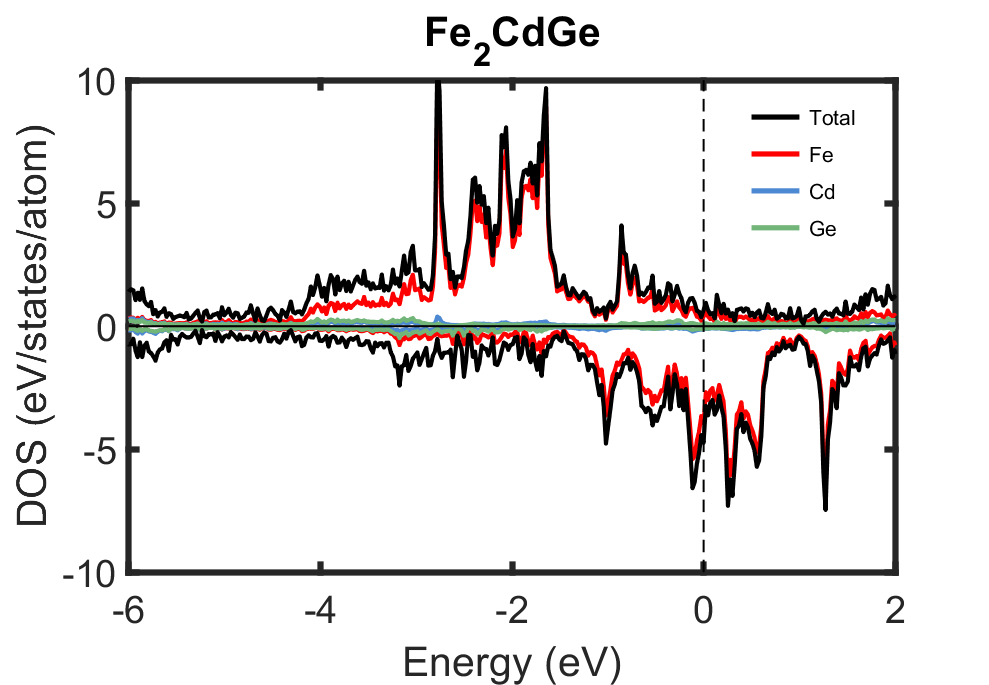 Fe2CdGe
DOS (eV/states/atom)
10
5
0
0
-5
-10
Total
Fe
Cd
Ge
-6 -4 -2 0 2
Energy (eV)